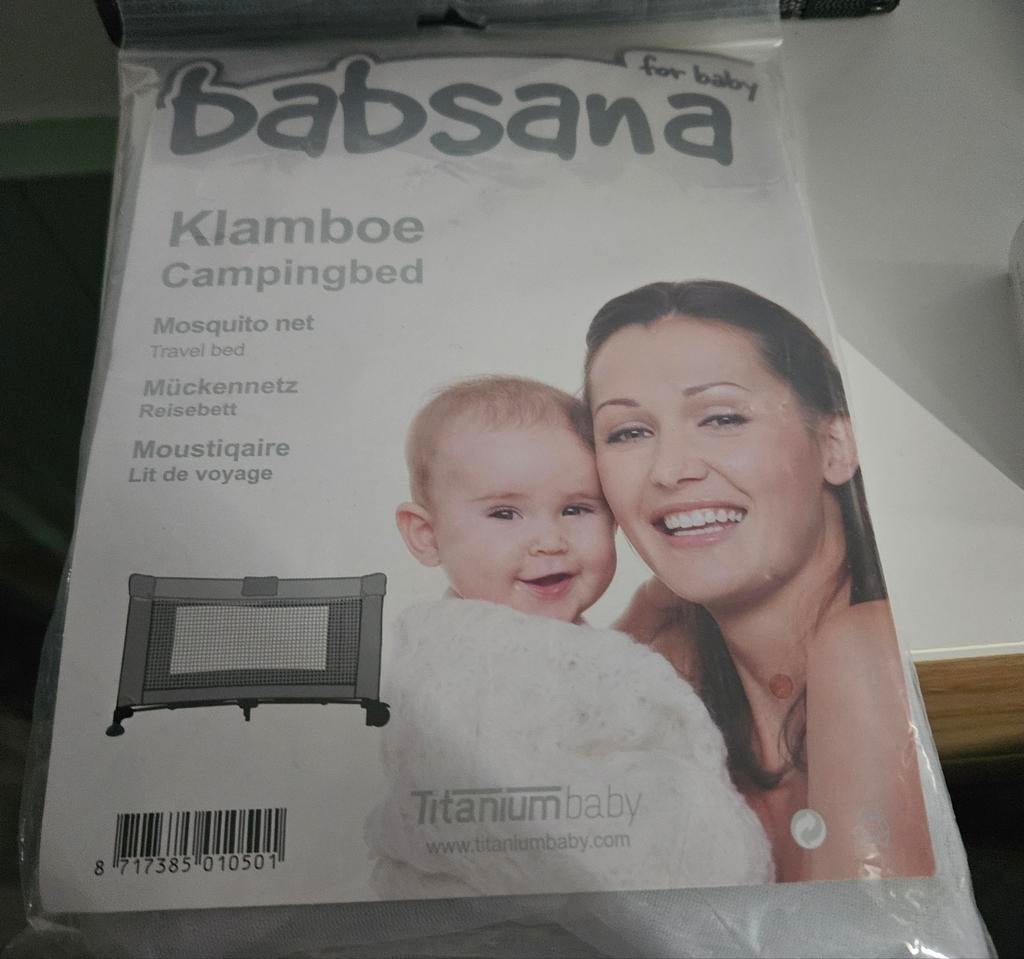 for baby
babsana
Klamboe
Campingbed
Mosquito net
Travel bed
Mückennetz
Reisebett
Moustiqaire
Lit de voyage
Titaniumbaby
www.titaniumbaby.com
8 717385 010501